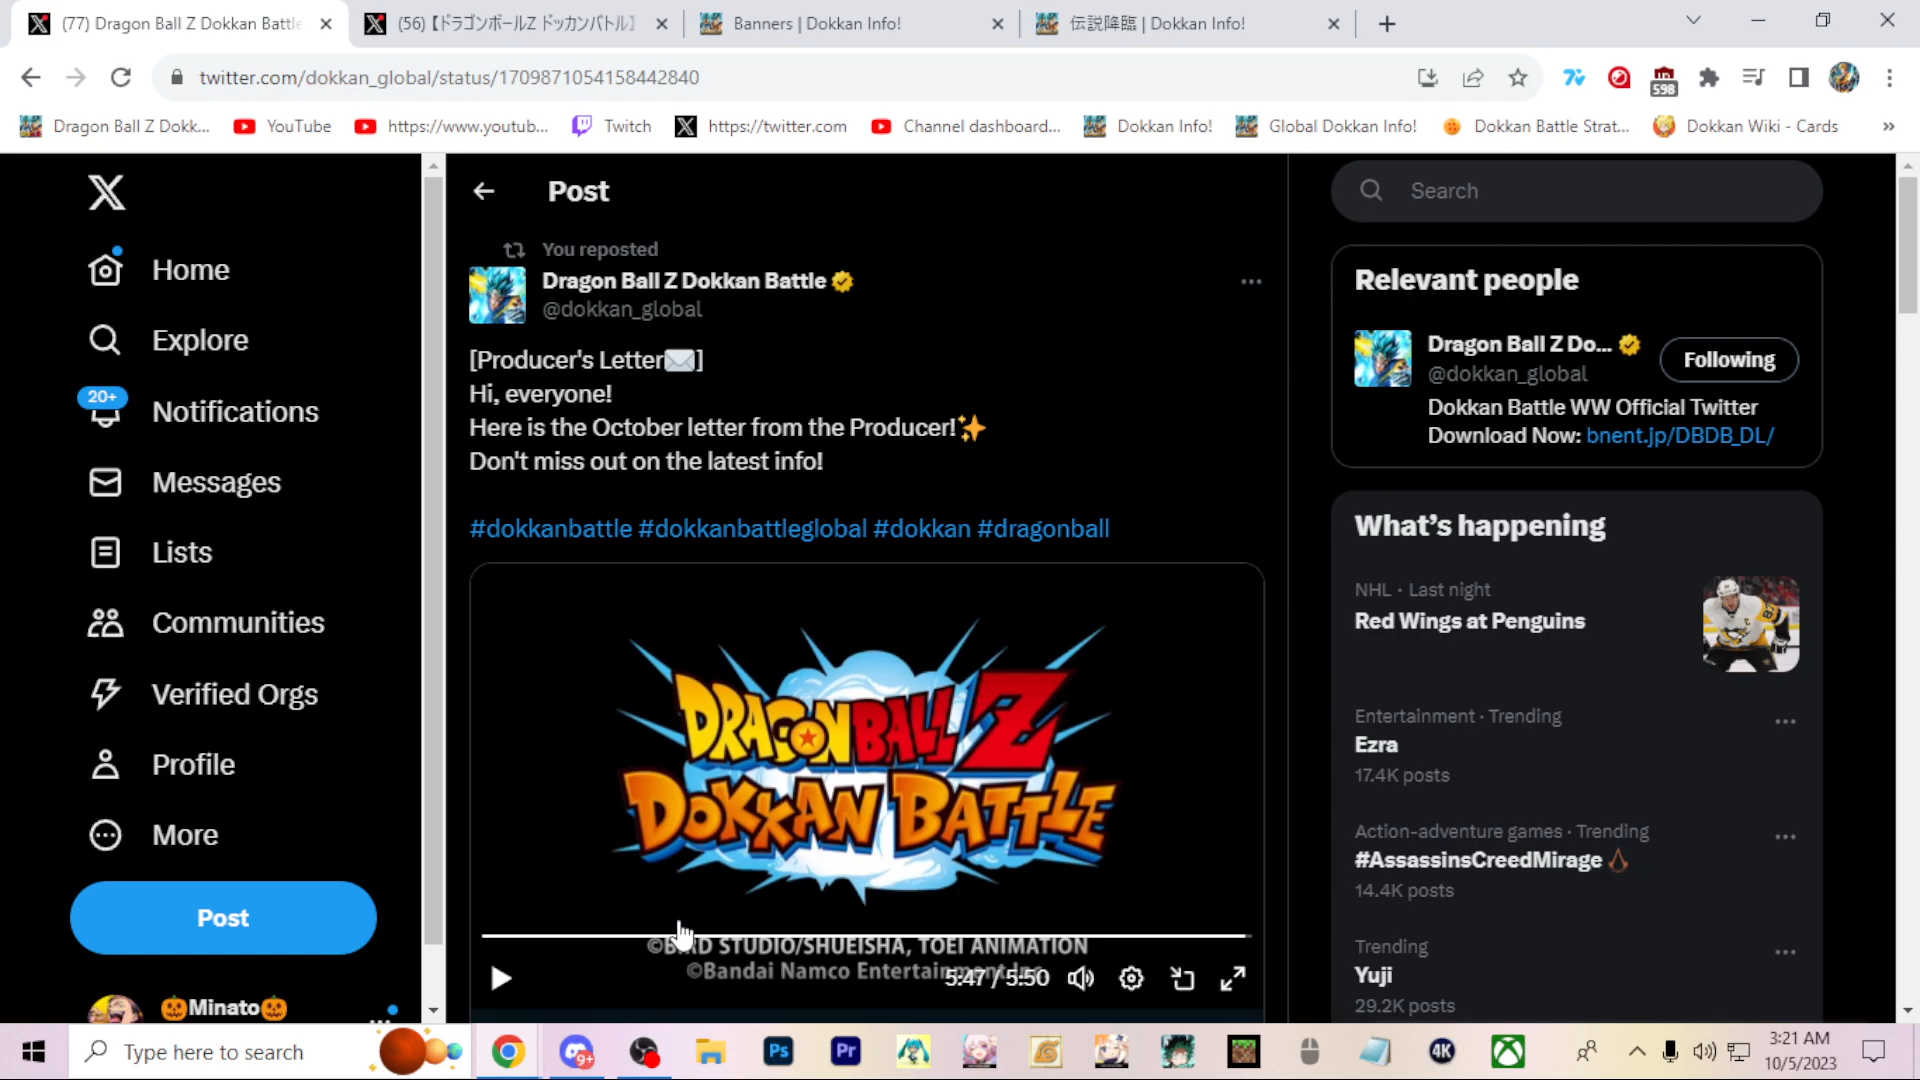 (77) Dragon Ball Z Dokkan Battle
(56) 【ドラゴンボールZ ドッカンバトル】
Banners | Dokkan Info!
伝説降臨 | Dokkan Info!
twitter.com/dokkan_global/status/1709871054158442840
598
Dragon Ball Z Dokk...
YouTube
https://www.youtub...
Twitch
https://twitter.com
Channel dashboard...
Dokkan Info!
Global Dokkan Info!
Dokkan Battle Strat...
Dokkan Wiki - Cards
»
Home
Explore
20+
Notifications
Messages
Lists
Communities
Verified Orgs
Profile
More
Post
🎃Minato🎃
Post
You reposted
Dragon Ball Z Dokkan Battle
@dokkan_global
[Producer's Letter✉️]
Hi, everyone!
Here is the October letter from the Producer!✨
Don't miss out on the latest info!
#dokkanbattle #dokkanbattleglobal #dokkan #dragonball
DRAGON BALL Z
DOKKAN BATTLE
©BIRD STUDIO/SHUEISHA, TOEI ANIMATION
©Bandai Namco Entertainment Inc.
5:47 / 5:50
Search
Relevant people
Dragon Ball Z Do...
@dokkan_global
Following
Dokkan Battle WW Official Twitter
Download Now: bnent.jp/DBDB_DL/
What's happening
NHL · Last night
Red Wings at Penguins
Entertainment · Trending
Ezra
17.4K posts
Action-adventure games · Trending
#AssassinsCreedMirage
14.4K posts
Trending
Yuji
29.2K posts
Type here to search
9+
Ps
Pr
4K
3:21 AM
10/5/2023